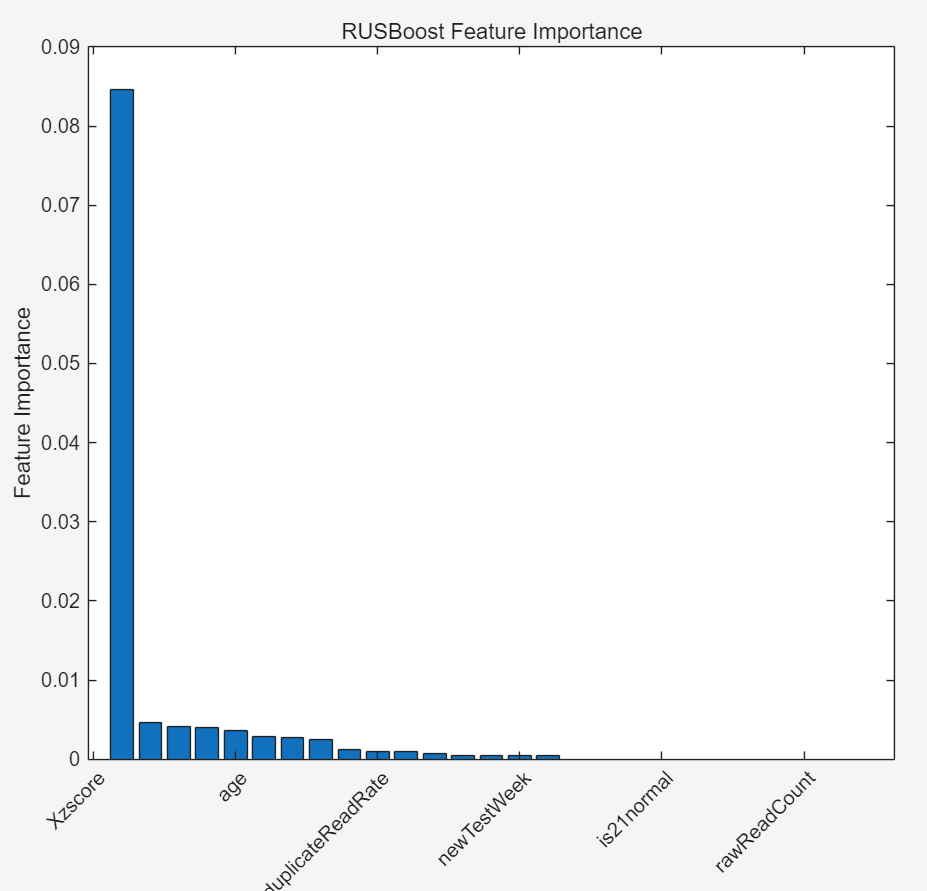 RUSBoost Feature Importance
0.09
0.08
0.07
0.06
0.05
0.04
0.03
0.02
0.01
0
Feature Importance
Xzscore
age
duplicateReadRate
newTestWeek
is21normal
rawReadCount